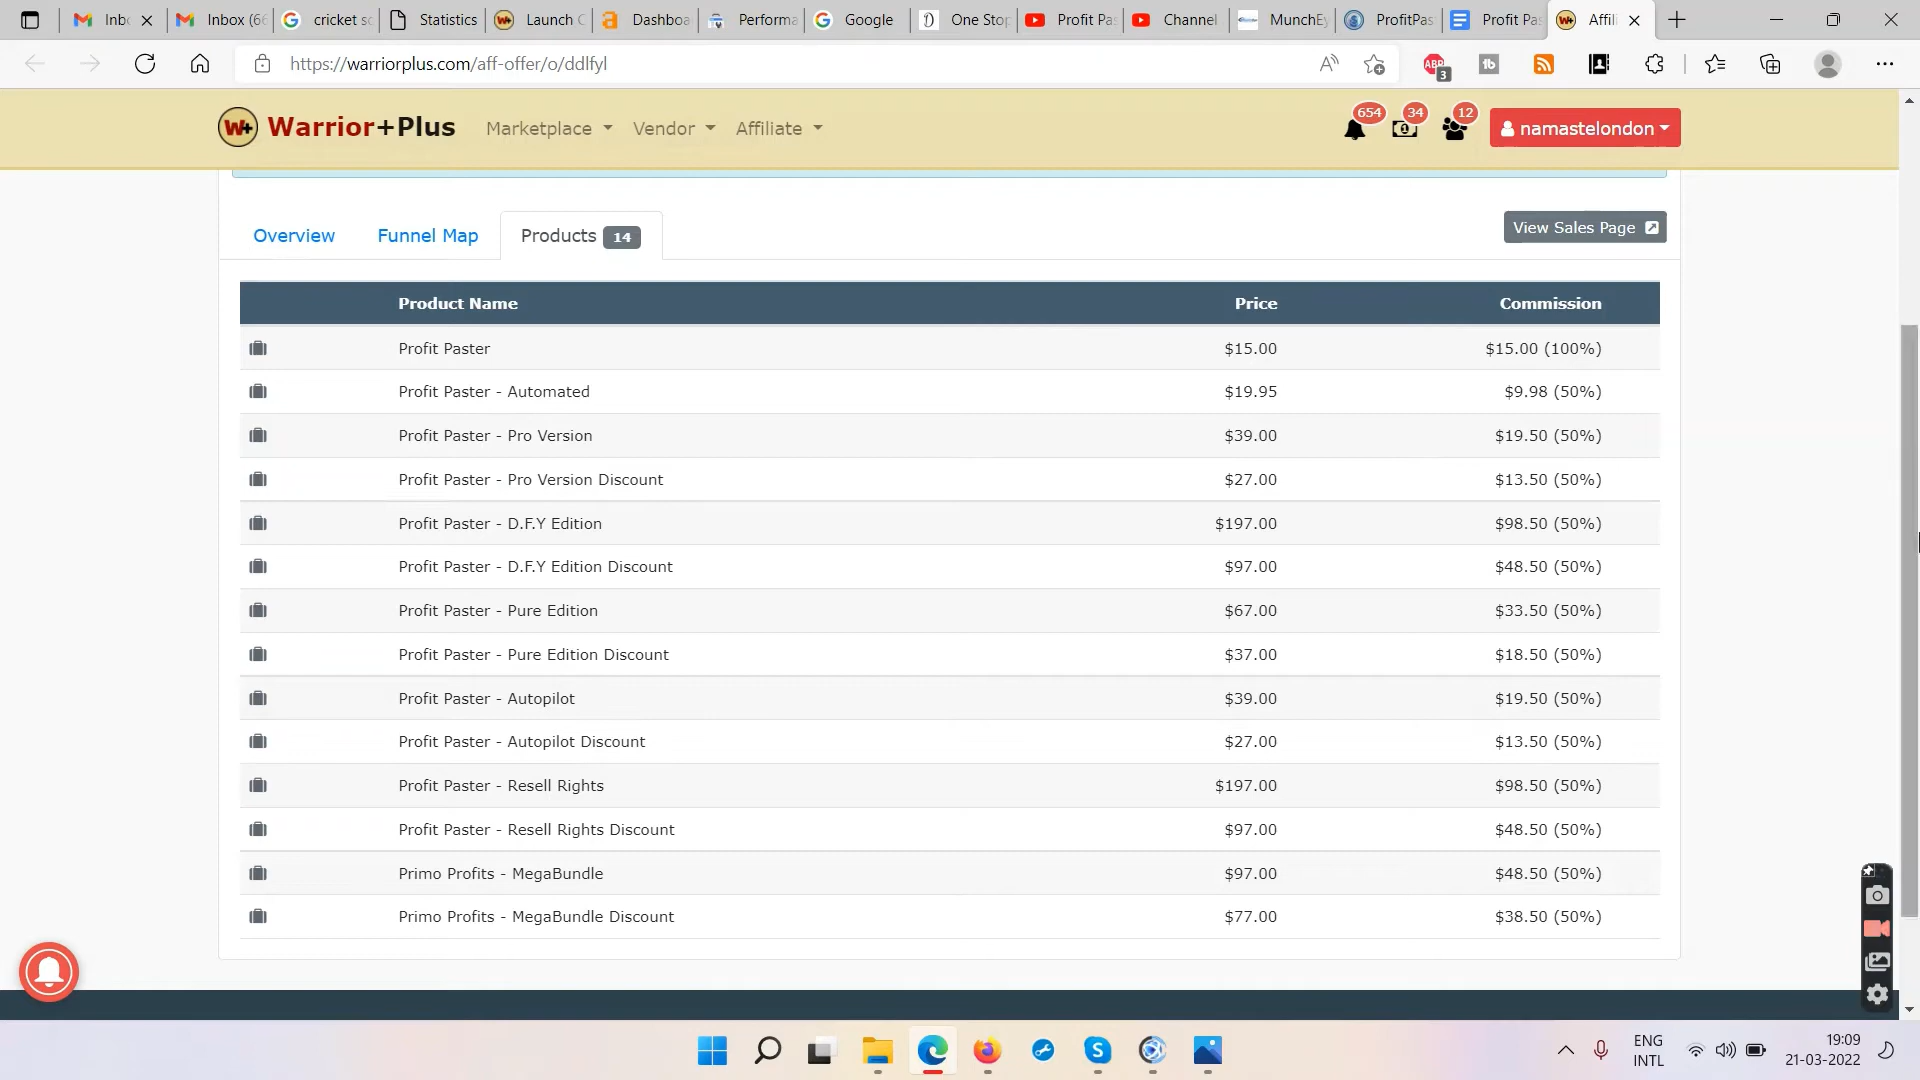 Inbo
Inbox (66
cricket sc
Statistics
Launch C
Dashboa
Performa
Google
One Stop
Profit Pas
Channel
MunchEy
ProfitPas
Profit Pas
Affili
https://warriorplus.com/aff-offer/o/ddlfyl
ABP
3
W+ Warrior+Plus
Marketplace
Vendor
Affiliate
654
34
12
namastelondon
Overview
Funnel Map
Products 14
View Sales Page
Product Name Price Commission
Profit Paster $15.00 $15.00 (100%)
Profit Paster - Automated $19.95 $9.98 (50%)
Profit Paster - Pro Version $39.00 $19.50 (50%)
Profit Paster - Pro Version Discount $27.00 $13.50 (50%)
Profit Paster - D.F.Y Edition $197.00 $98.50 (50%)
Profit Paster - D.F.Y Edition Discount $97.00 $48.50 (50%)
Profit Paster - Pure Edition $67.00 $33.50 (50%)
Profit Paster - Pure Edition Discount $37.00 $18.50 (50%)
Profit Paster - Autopilot $39.00 $19.50 (50%)
Profit Paster - Autopilot Discount $27.00 $13.50 (50%)
Profit Paster - Resell Rights $197.00 $98.50 (50%)
Profit Paster - Resell Rights Discount $97.00 $48.50 (50%)
Primo Profits - MegaBundle $97.00 $48.50 (50%)
Primo Profits - MegaBundle Discount $77.00 $38.50 (50%)
ENG
INTL
19:09
21-03-2022